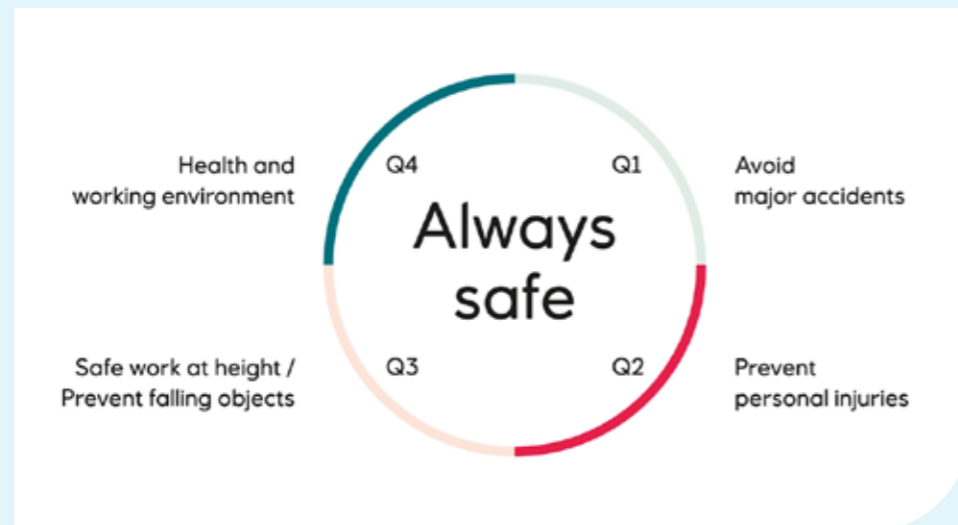 Health and
working environment
Q4
Q1
Avoid
major accidents
Always
safe
Safe work at height /
Prevent falling objects
Q3
Q2
Prevent
personal injuries